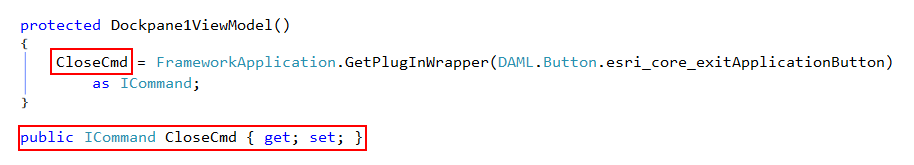 protected Dockpane1ViewModel()
{
CloseCmd = FrameworkApplication.GetPlugInWrapper(DAML.Button.esri_core_exitApplicationButton)
as ICommand;
}
public ICommand CloseCmd { get; set; }